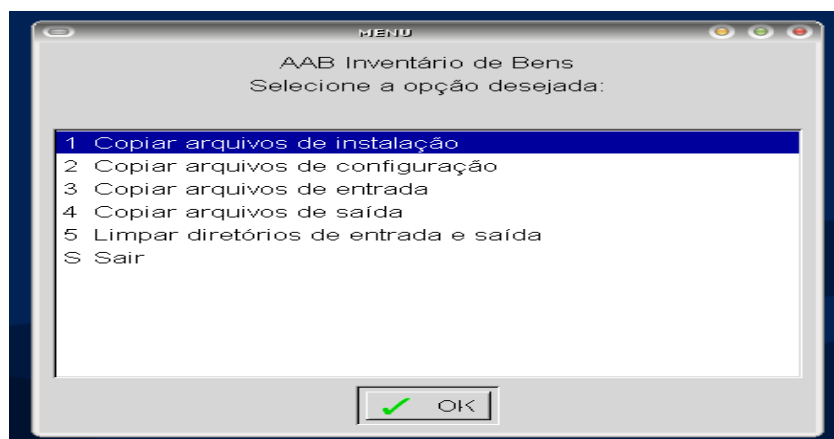 MENU
AAB Inventário de Bens
Selecione a opção desejada:
1 Copiar arquivos de instalação
2 Copiar arquivos de configuração
3 Copiar arquivos de entrada
4 Copiar arquivos de saída
5 Limpar diretórios de entrada e saída
S Sair
OK